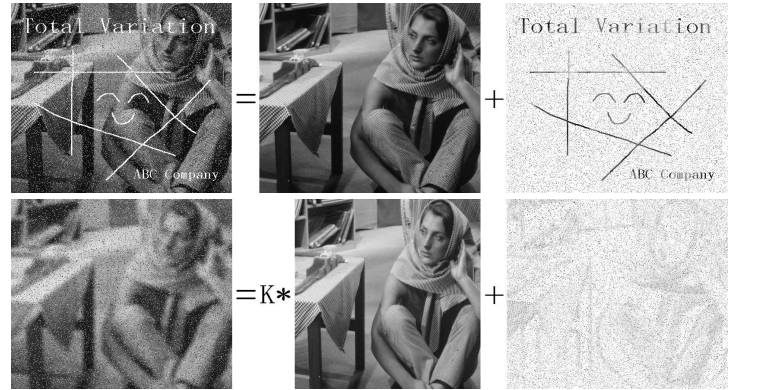 Total Variation
ABC Company
=
+
Total Variation
ABC Company
=K*
+